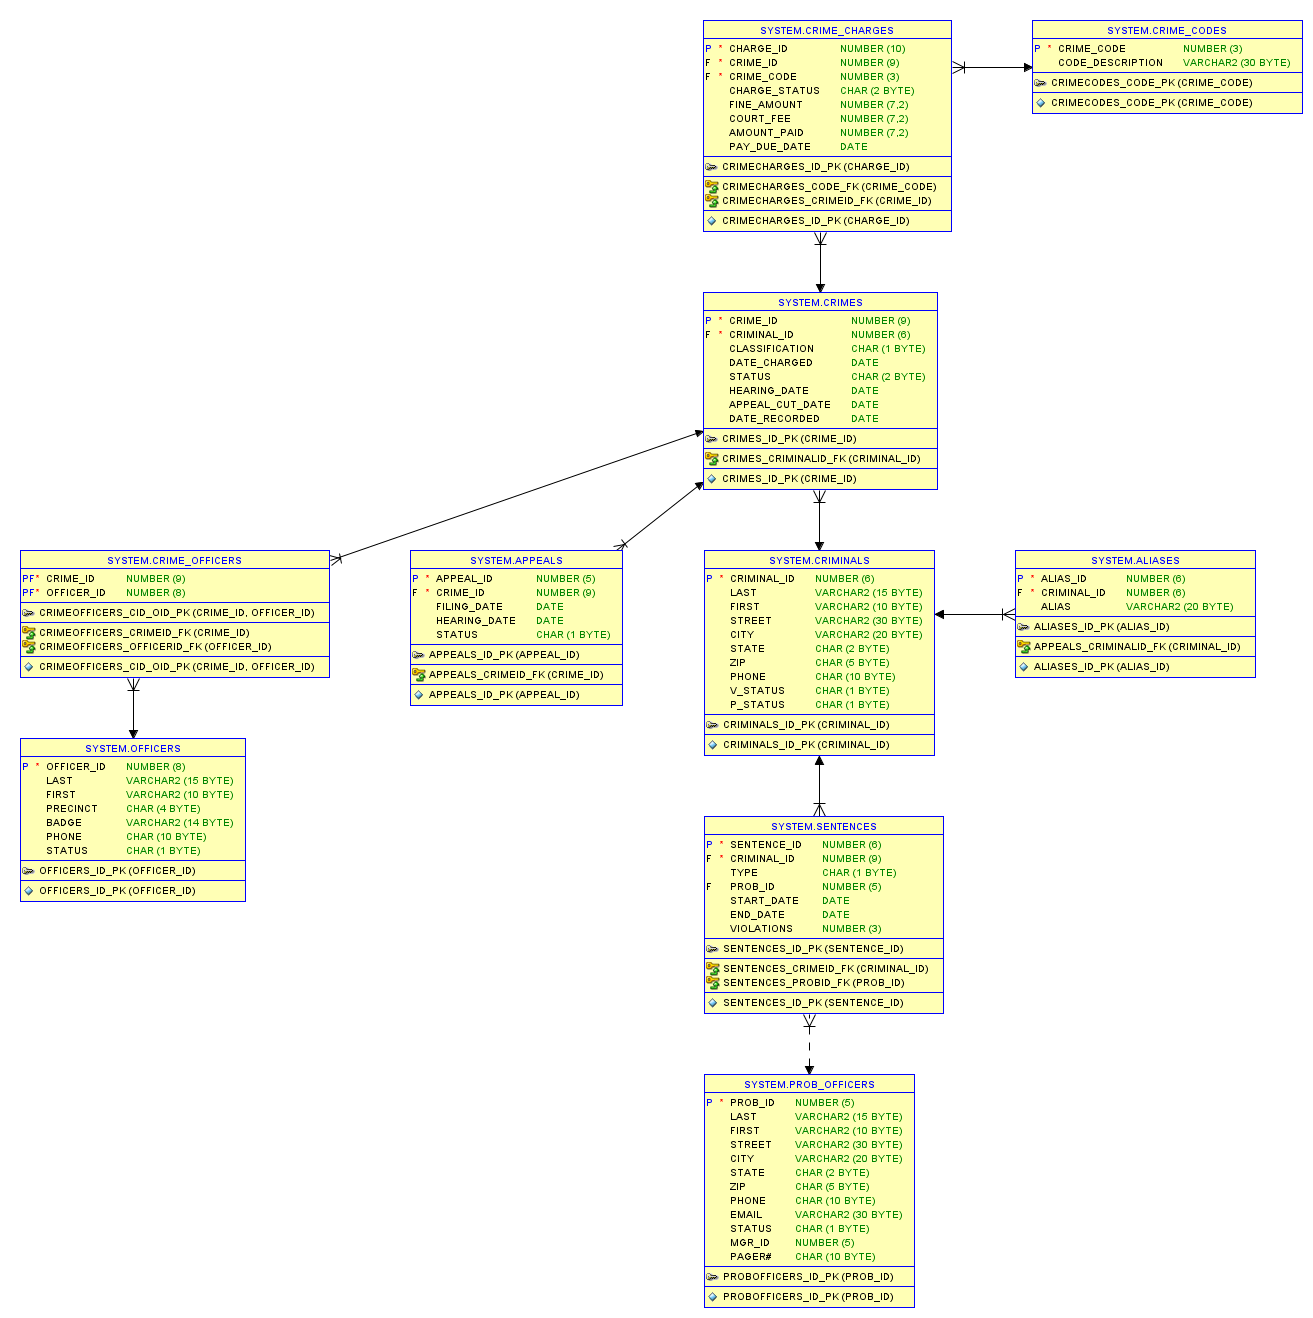 SYSTEM.CRIME_CHARGES
P * CHARGE_ID NUMBER (10)
F * CRIME_ID NUMBER (9)
F * CRIME_CODE NUMBER (3)
CHARGE_STATUS CHAR (2 BYTE)
FINE_AMOUNT NUMBER (7,2)
COURT_FEE NUMBER (7,2)
AMOUNT_PAID NUMBER (7,2)
PAY_DUE_DATE DATE
CRIMECHARGES_ID_PK (CHARGE_ID)
CRIMECHARGES_CODE_FK (CRIME_CODE)
CRIMECHARGES_CRIMEID_FK (CRIME_ID)
CRIMECHARGES_ID_PK (CHARGE_ID)
SYSTEM.CRIME_CODES
P * CRIME_CODE NUMBER (3)
CODE_DESCRIPTION VARCHAR2 (30 BYTE)
CRIMECODES_CODE_PK (CRIME_CODE)
CRIMECODES_CODE_PK (CRIME_CODE)
SYSTEM.CRIMES
P * CRIME_ID NUMBER (9)
F * CRIMINAL_ID NUMBER (6)
CLASSIFICATION CHAR (1 BYTE)
DATE_CHARGED DATE
STATUS CHAR (2 BYTE)
HEARING_DATE DATE
APPEAL_CUT_DATE DATE
DATE_RECORDED DATE
CRIMES_ID_PK (CRIME_ID)
CRIMES_CRIMINALID_FK (CRIMINAL_ID)
CRIMES_ID_PK (CRIME_ID)
SYSTEM.CRIME_OFFICERS
PF* CRIME_ID NUMBER (9)
PF* OFFICER_ID NUMBER (8)
CRIMEOFFICERS_CID_OID_PK (CRIME_ID, OFFICER_ID)
CRIMEOFFICERS_CRIMEID_FK (CRIME_ID)
CRIMEOFFICERS_OFFICERID_FK (OFFICER_ID)
CRIMEOFFICERS_CID_OID_PK (CRIME_ID, OFFICER_ID)
SYSTEM.APPEALS
P * APPEAL_ID NUMBER (5)
F * CRIME_ID NUMBER (9)
FILING_DATE DATE
HEARING_DATE DATE
STATUS CHAR (1 BYTE)
APPEALS_ID_PK (APPEAL_ID)
APPEALS_CRIMEID_FK (CRIME_ID)
APPEALS_ID_PK (APPEAL_ID)
SYSTEM.CRIMINALS
P * CRIMINAL_ID NUMBER (6)
LAST VARCHAR2 (15 BYTE)
FIRST VARCHAR2 (10 BYTE)
STREET VARCHAR2 (30 BYTE)
CITY VARCHAR2 (20 BYTE)
STATE CHAR (2 BYTE)
ZIP CHAR (5 BYTE)
PHONE CHAR (10 BYTE)
V_STATUS CHAR (1 BYTE)
P_STATUS CHAR (1 BYTE)
CRIMINALS_ID_PK (CRIMINAL_ID)
CRIMINALS_ID_PK (CRIMINAL_ID)
SYSTEM.ALIASES
P * ALIAS_ID NUMBER (6)
F * CRIMINAL_ID NUMBER (6)
ALIAS VARCHAR2 (20 BYTE)
ALIASES_ID_PK (ALIAS_ID)
APPEALS_CRIMINALID_FK (CRIMINAL_ID)
ALIASES_ID_PK (ALIAS_ID)
SYSTEM.OFFICERS
P * OFFICER_ID NUMBER (8)
LAST VARCHAR2 (15 BYTE)
FIRST VARCHAR2 (10 BYTE)
PRECINCT CHAR (4 BYTE)
BADGE VARCHAR2 (14 BYTE)
PHONE CHAR (10 BYTE)
STATUS CHAR (1 BYTE)
OFFICERS_ID_PK (OFFICER_ID)
OFFICERS_ID_PK (OFFICER_ID)
SYSTEM.SENTENCES
P * SENTENCE_ID NUMBER (6)
F * CRIMINAL_ID NUMBER (9)
TYPE CHAR (1 BYTE)
F PROB_ID NUMBER (5)
START_DATE DATE
END_DATE DATE
VIOLATIONS NUMBER (3)
SENTENCES_ID_PK (SENTENCE_ID)
SENTENCES_CRIMEID_FK (CRIMINAL_ID)
SENTENCES_PROBID_FK (PROB_ID)
SENTENCES_ID_PK (SENTENCE_ID)
SYSTEM.PROB_OFFICERS
P * PROB_ID NUMBER (5)
LAST VARCHAR2 (15 BYTE)
FIRST VARCHAR2 (10 BYTE)
STREET VARCHAR2 (30 BYTE)
CITY VARCHAR2 (20 BYTE)
STATE CHAR (2 BYTE)
ZIP CHAR (5 BYTE)
PHONE CHAR (10 BYTE)
EMAIL VARCHAR2 (30 BYTE)
STATUS CHAR (1 BYTE)
MGR_ID NUMBER (5)
PAGER# CHAR (10 BYTE)
PROBOFFICERS_ID_PK (PROB_ID)
PROBOFFICERS_ID_PK (PROB_ID)